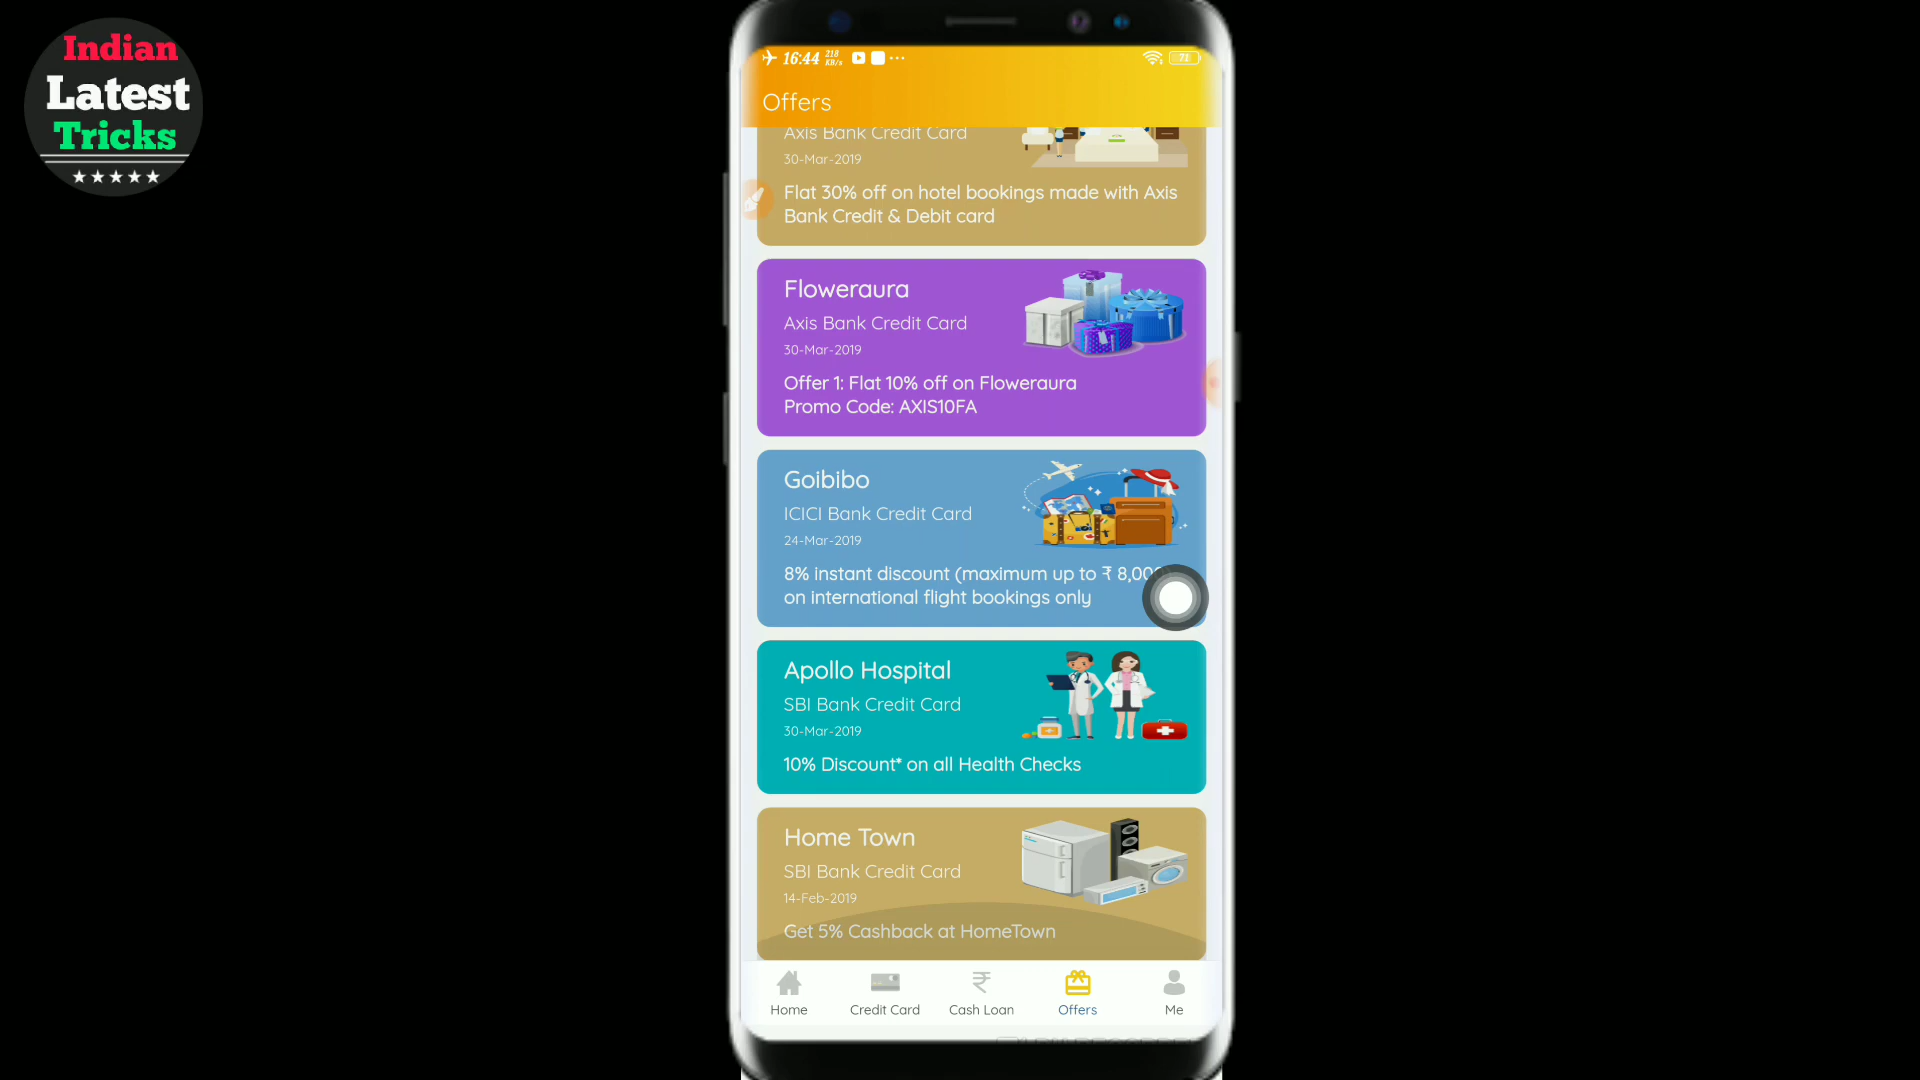 Indian
Latest
Tricks
16:44
218
KB/s
71
Offers
Axis Bank Credit Card
30-Mar-2019
Flat 30% off on hotel bookings made with Axis
Bank Credit & Debit card
Floweraura
Axis Bank Credit Card
30-Mar-2019
Offer 1: Flat 10% off on Floweraura
Promo Code: AXIS10FA
Goibibo
ICICI Bank Credit Card
24-Mar-2019
8% instant discount (maximum up to ₹
on international flight bookings only
Apollo Hospital
SBI Bank Credit Card
30-Mar-2019
10% Discount* on all Health Checks
Home Town
SBI Bank Credit Card
14-Feb-2019
Get 5% Cashback at HomeTown
Home
Credit Card
Cash Loan
Offers
Me